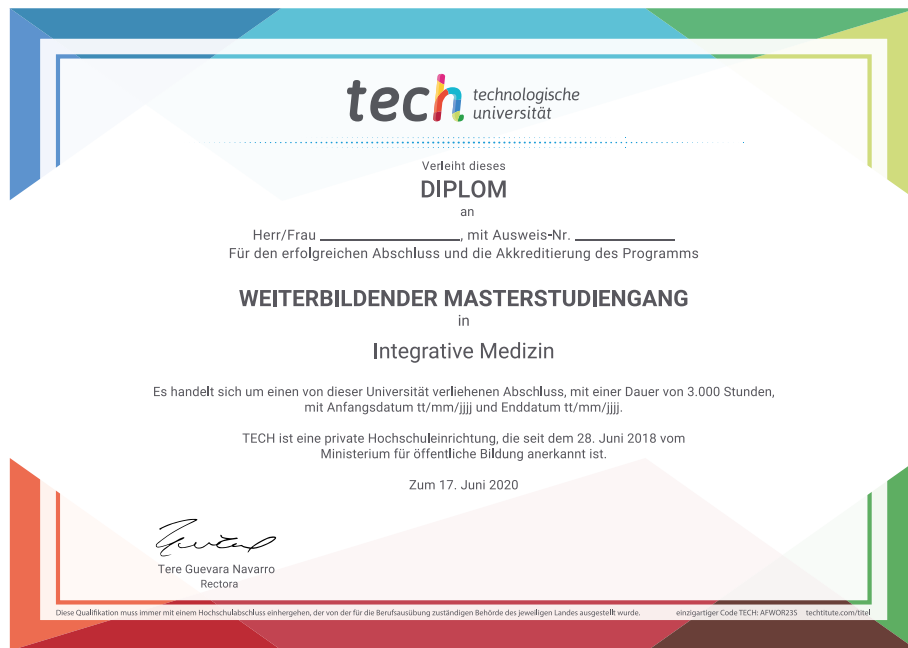 tech technologische
universität
Verleiht dieses
DIPLOM
an
Herr/Frau ____________, mit Ausweis-Nr. ____________
Für den erfolgreichen Abschluss und die Akkreditierung des Programms
WEITERBILDENDER MASTERSTUDIENGANG
in
Integrative Medizin
Es handelt sich um einen von dieser Universität verliehenen Abschluss, mit einer Dauer von 3.000 Stunden,
mit Anfangsdatum tt/mm/jjjj und Enddatum tt/mm/jjjj.
TECH ist eine private Hochschuleinrichtung, die seit dem 28. Juni 2018 vom
Ministerium für öffentliche Bildung anerkannt ist.
Zum 17. Juni 2020
Tere Guevara Navarro
Rectora
Diese Qualifikation muss immer mit einem Hochschulabschluss einhergehen, der von der für die Berufsausübung zuständigen Behörde des jeweiligen Landes ausgestellt wurde. einzigartiger Code TECH: AFWOR23S techtitute.com/titel